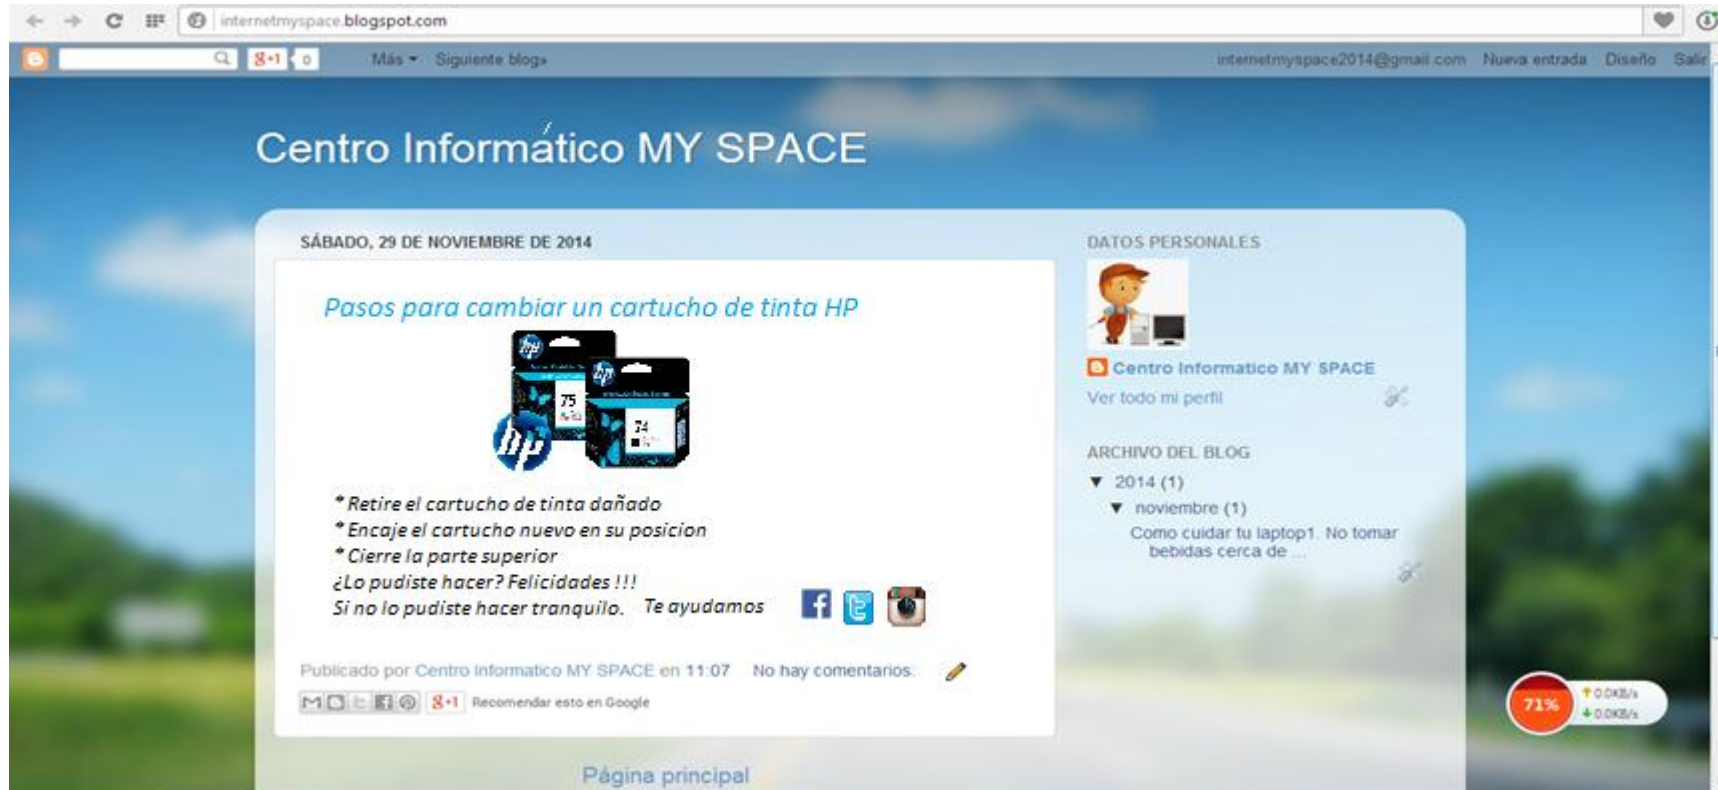 internetmyspace.blogspot.com
g+1 0 Más Siguiente blog» internetmyspace2014@gmail.com Nueva entrada Diseño Salir
Centro Informático MY SPACE
SÁBADO, 29 DE NOVIEMBRE DE 2014
Pasos para cambiar un cartucho de tinta HP
hp
75
hp
74
hp
* Retire el cartucho de tinta dañado
* Encaje el cartucho nuevo en su posicion
* Cierre la parte superior
¿Lo pudiste hacer? Felicidades !!!
Si no lo pudiste hacer tranquilo. Te ayudamos
Publicado por Centro Informatico MY SPACE en 11:07 No hay comentarios:
g+1 Recomendar esto en Google
Página principal
DATOS PERSONALES
Centro Informatico MY SPACE
Ver todo mi perfil
ARCHIVO DEL BLOG
▼ 2014 (1)
▼ noviembre (1)
Como cuidar tu laptop1. No tomar
bebidas cerca de ...
71%
0.0KB/s
0.0KB/s